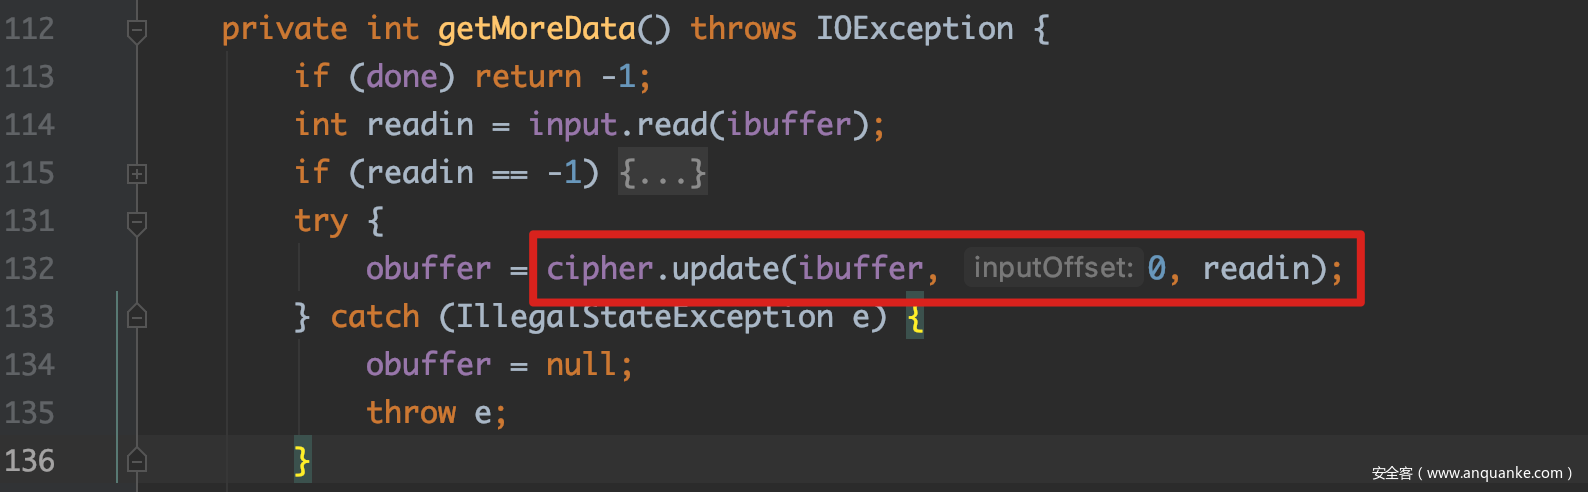 112 private int getMoreData() throws IOException {
113 if (done) return -1;
114 int readin = input.read(ibuffer);
115 if (readin == -1) {...}
131 try {
132 obuffer = cipher.update(ibuffer, inputOffset: 0, readin);
133 } catch (IllegalStateException e) {
134 obuffer = null;
135 throw e;
136 }
安全客（www.anquanke.com）